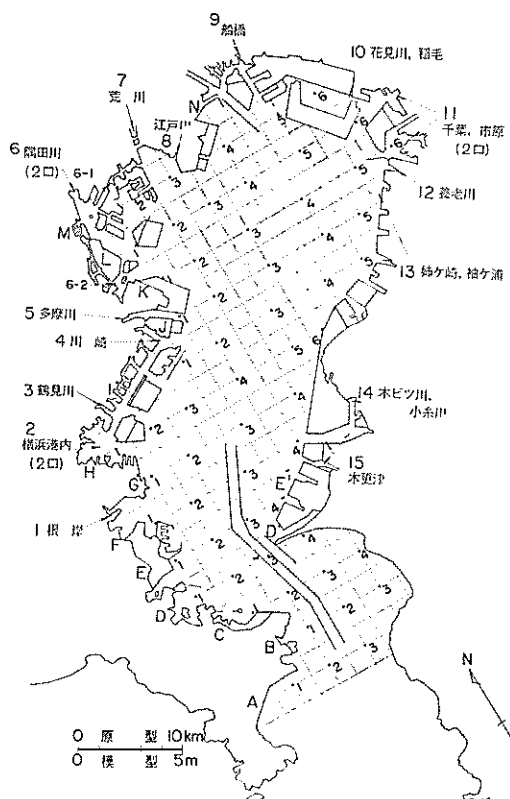 9 船橋
10 花見川、稲毛
7 荒川
江戸川 8
N
11 千葉、市原
(2口)
6 隅田川
(2口)
6-1
12 養老川
M
L
6-2
K
13 姉ケ崎、袖ケ浦
5 多摩川
J
4 川崎
I
3 鶴見川
14 木ビツ川、
小糸川
2 横浜港内
(2口)
H
15 木更津
G
E'
1 根岸
D
F
E
D
C
B
A
N
0 原型 10km
0 模型 5m